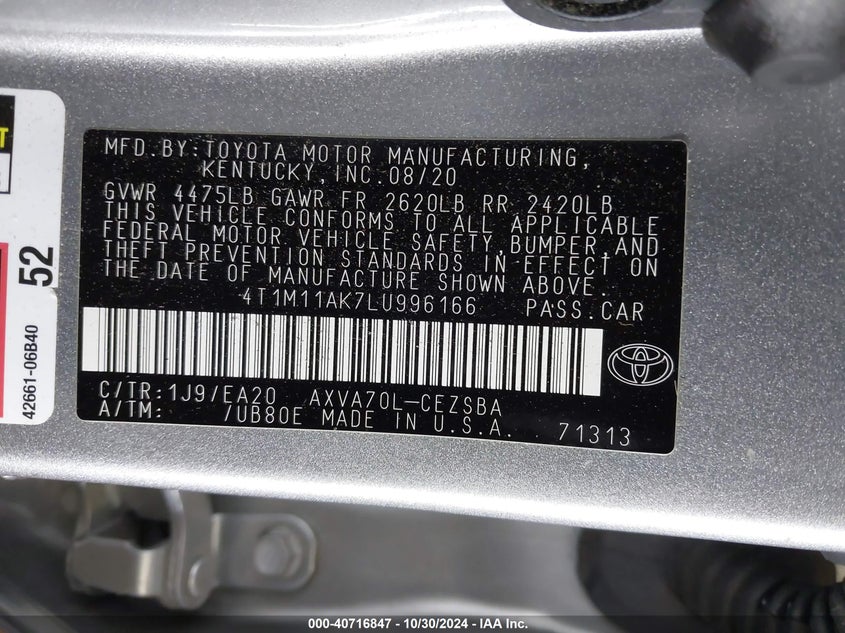 T
52
42661-06B40
MFD.BY:TOYOTA MOTOR MANUFACTURING,
KENTUCKY,INC.08/20
GVWR 4475LB GAWR FR 2620LB RR 2420LB
THIS VEHICLE CONFORMS TO ALL APPLICABLE
FEDERAL MOTOR VEHICLE SAFETY,BUMPER,AND
THEFT PREVENTION STANDARDS IN EFFECT ON
THE DATE OF MANUFACTURE SHOWN ABOVE.
4T1M11AK7LU996166 PASS.CAR
C/TR:1J9/EA20 AXVA70L-CEZSBA
A/TM: /UB80E MADE IN U.S.A. 71313
000-40716847 - 10/30/2024 - IAA Inc.